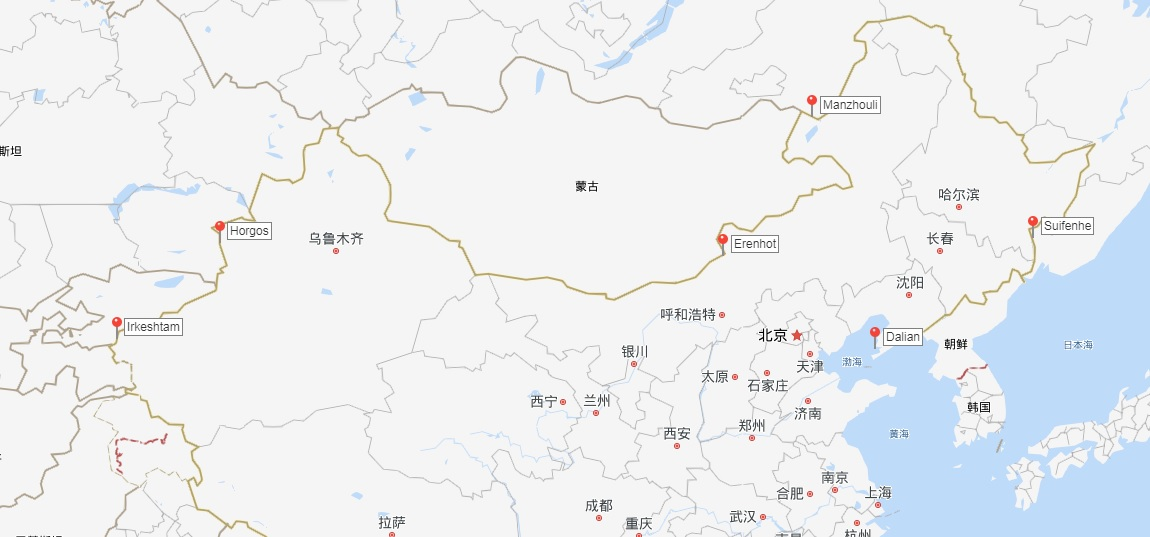 Manzhouli
斯坦
蒙古
哈尔滨
Horgos
Suifenhe
乌鲁木齐
Erenhot
长春
沈阳
呼和浩特
Irkeshtam
北京
Dalian
朝鲜
日本海
银川
渤海
天津
太原
石家庄
西宁
兰州
济南
韩国
郑州
西安
黄海
南京
合肥
上海
成都
武汉
拉萨
重庆
杭州